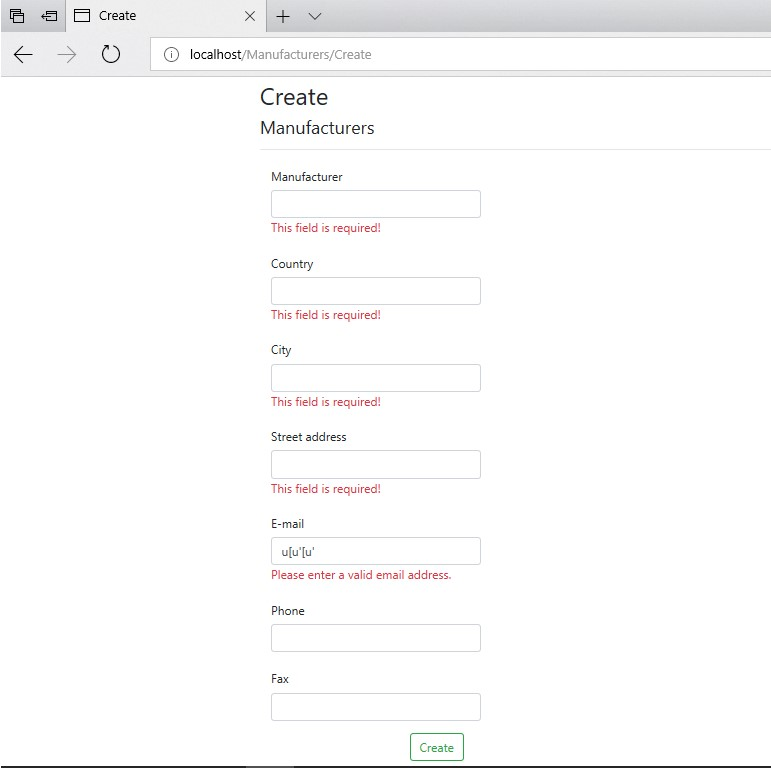 Create
localhost/Manufacturers/Create
Create
Manufacturers
Manufacturer
This field is required!
Country
This field is required!
City
This field is required!
Street address
This field is required!
E-mail
u[u'[u'
Please enter a valid email address.
Phone
Fax
Create